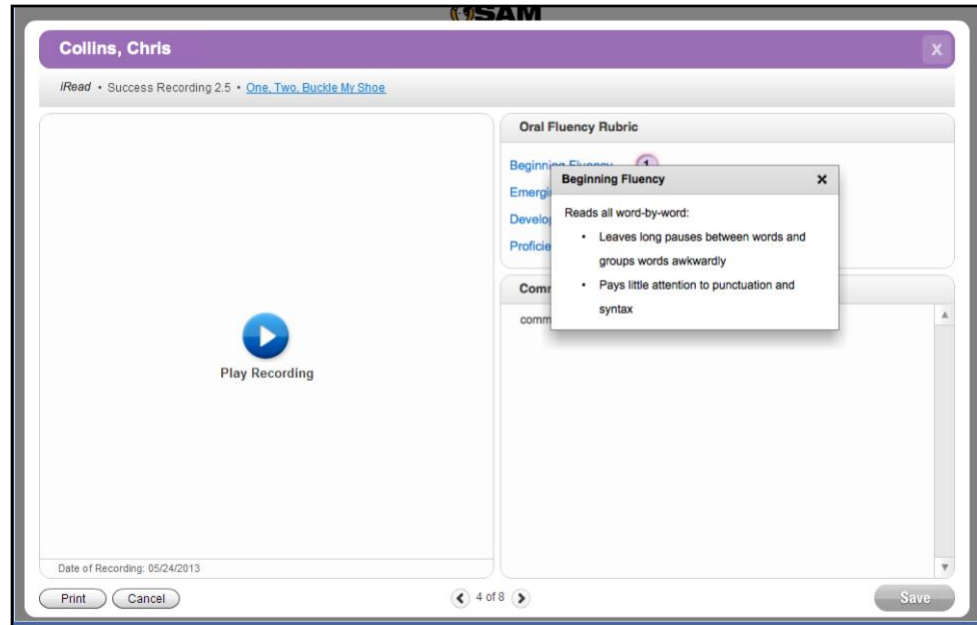 SAM
Collins, Chris
X
iRead • Success Recording 2.5 • One, Two, Buckle My Shoe
Oral Fluency Rubric
Beginning Fluency 1
Beginning Fluency x
Reads all word-by-word:
• Leaves long pauses between words and
groups words awkwardly
• Pays little attention to punctuation and
syntax
Play Recording
Date of Recording: 05/24/2013
Print Cancel
4 of 8
Save